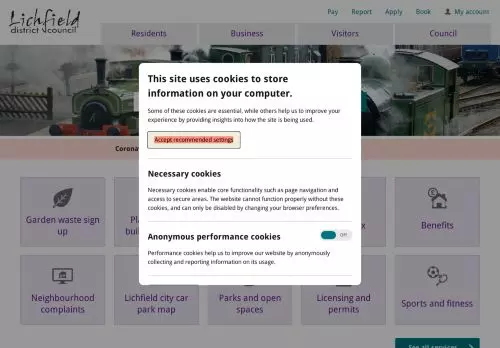 Lichfield
district council
Pay Report Apply Book My account
Residents Business Visitors Council
This site uses cookies to store
information on your computer.
Some of these cookies are essential, while others help us to improve your
experience by providing insights into how the site is being used.
Accept recommended settings
Necessary cookies
Necessary cookies enable core functionality such as page navigation and
access to secure areas. The website cannot function properly without these
cookies, and can only be disabled by changing your browser preferences.
Anonymous performance cookies
Off
Performance cookies help us to improve our website by anonymously
collecting and reporting information on its usage.
Garden waste sign
up
Benefits
Neighbourhood
complaints
Lichfield city car
park map
Parks and open
spaces
Licensing and
permits
Sports and fitness
See all services